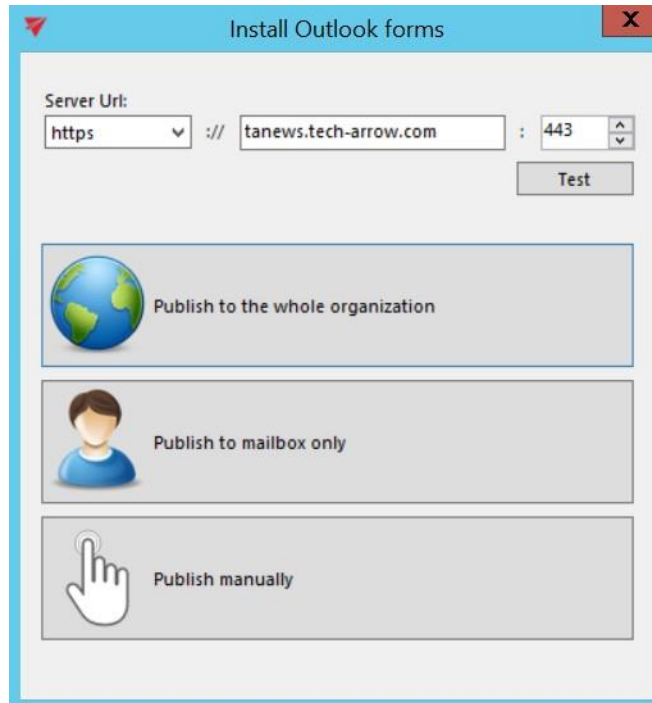 Install Outlook forms
X
Server Url:
https :// tanews.tech-arrow.com : 443
Test
Publish to the whole organization
Publish to mailbox only
Publish manually